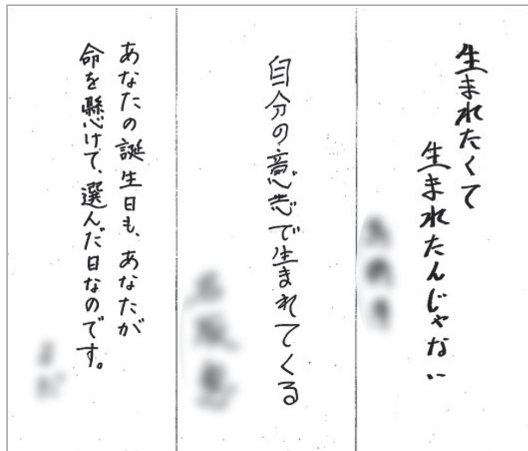 生まれたくて
生まれたんじゃない
自分の意志で生まれてくる
あなたの誕生日も、あなたが
命を懸けて、選んだ日なのです。